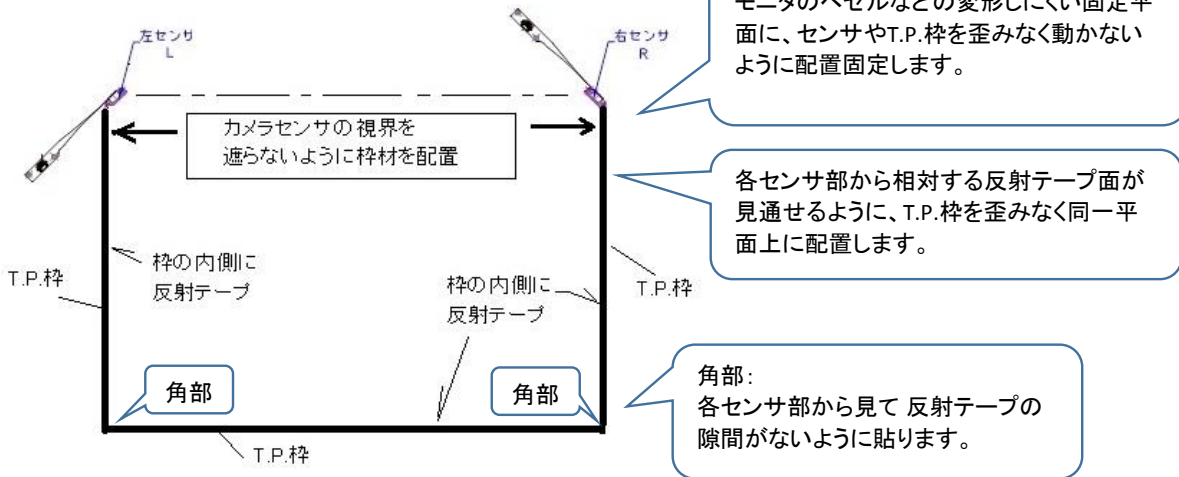 モニタのベゼルなどの変形しにくい固定平
面に、センサやT.P.枠を歪みなく動かない
ように配置固定します。
左センサ
L
右センサ
R
カメラセンサの視界を
遮らないように枠材を配置
各センサ部から相対する反射テープ面が
見通せるように、T.P.枠を歪みなく同一平
面上に配置します。
T.P.枠
枠の内側に
反射テープ
枠の内側に
反射テープ
T.P.枠
角部
角部
角部:
各センサ部から見て 反射テープの
隙間がないように貼ります。
T.P.枠